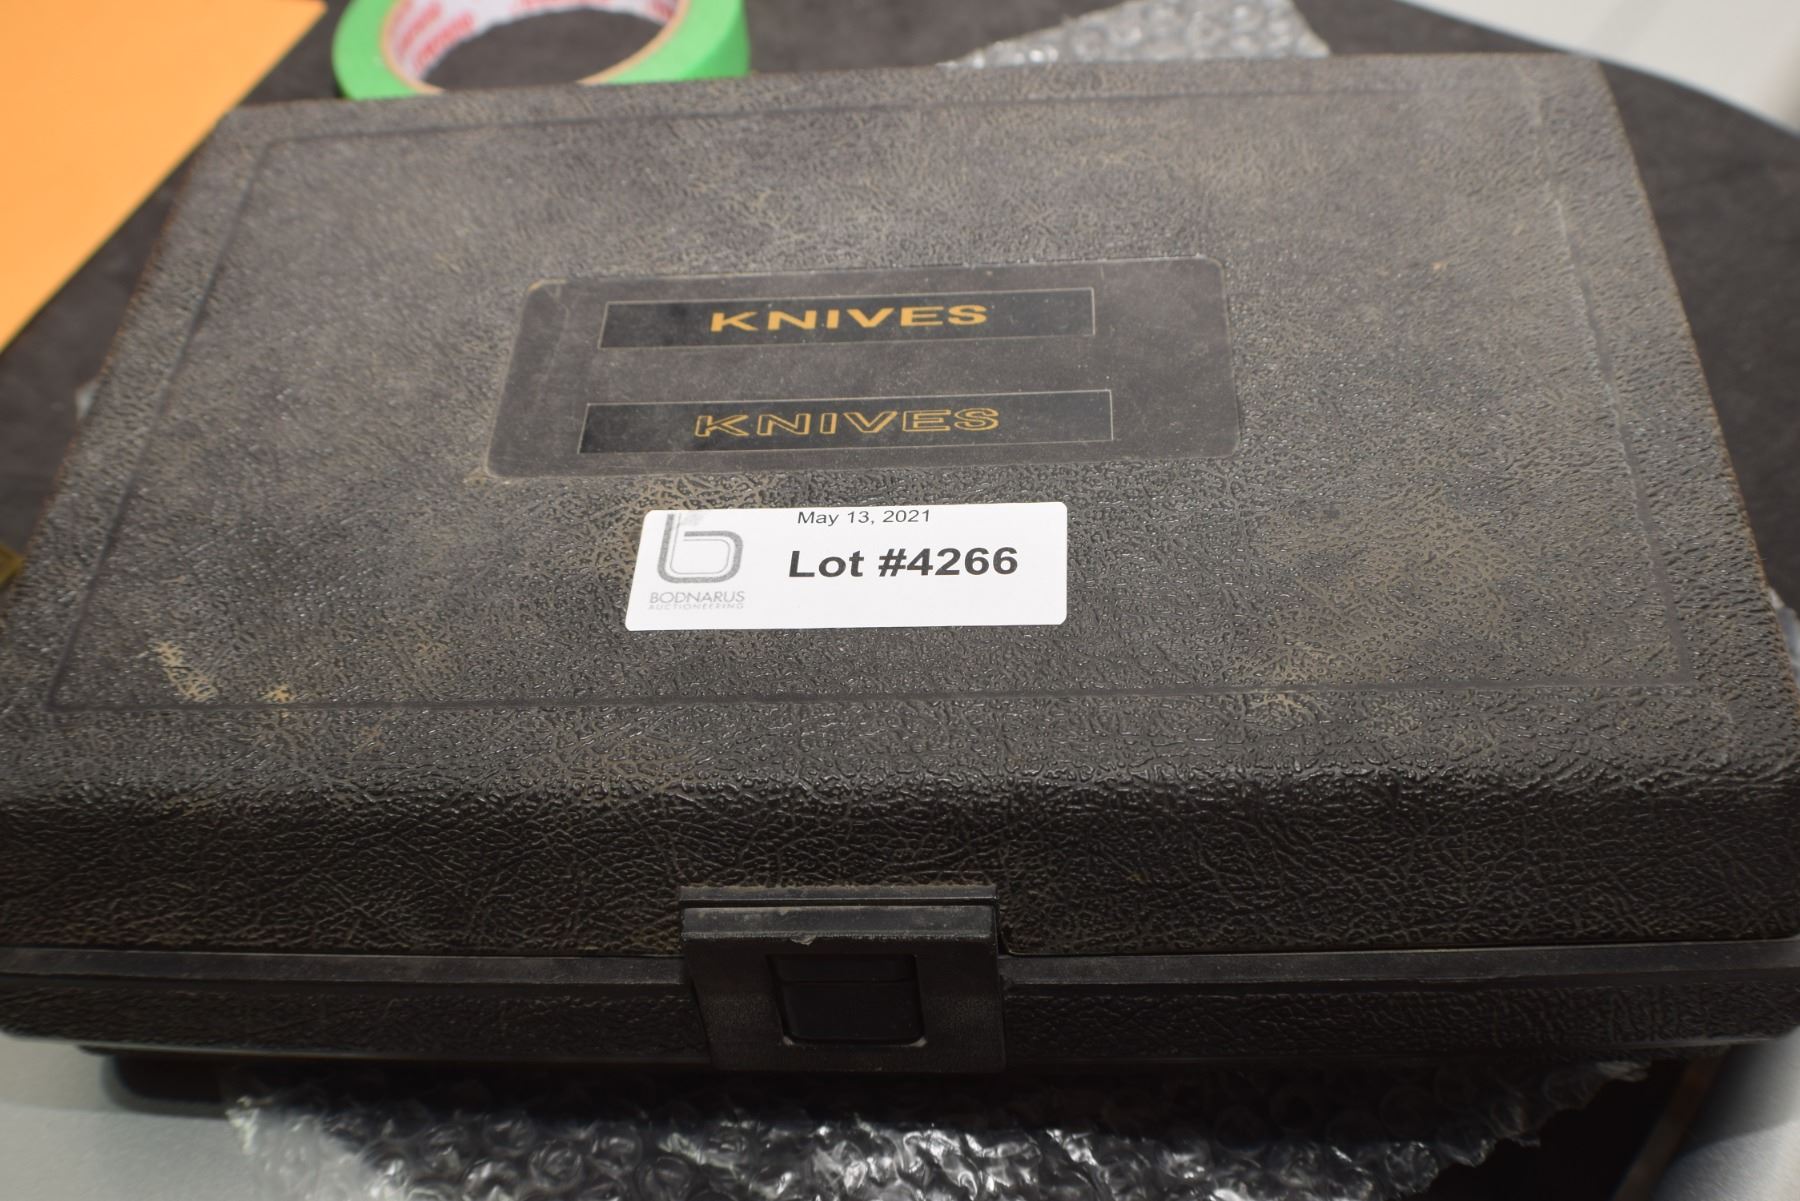 KNIVES
KNIVES
May 13, 2021
Lot #4266
BODNARUS
AUCTIONEERING